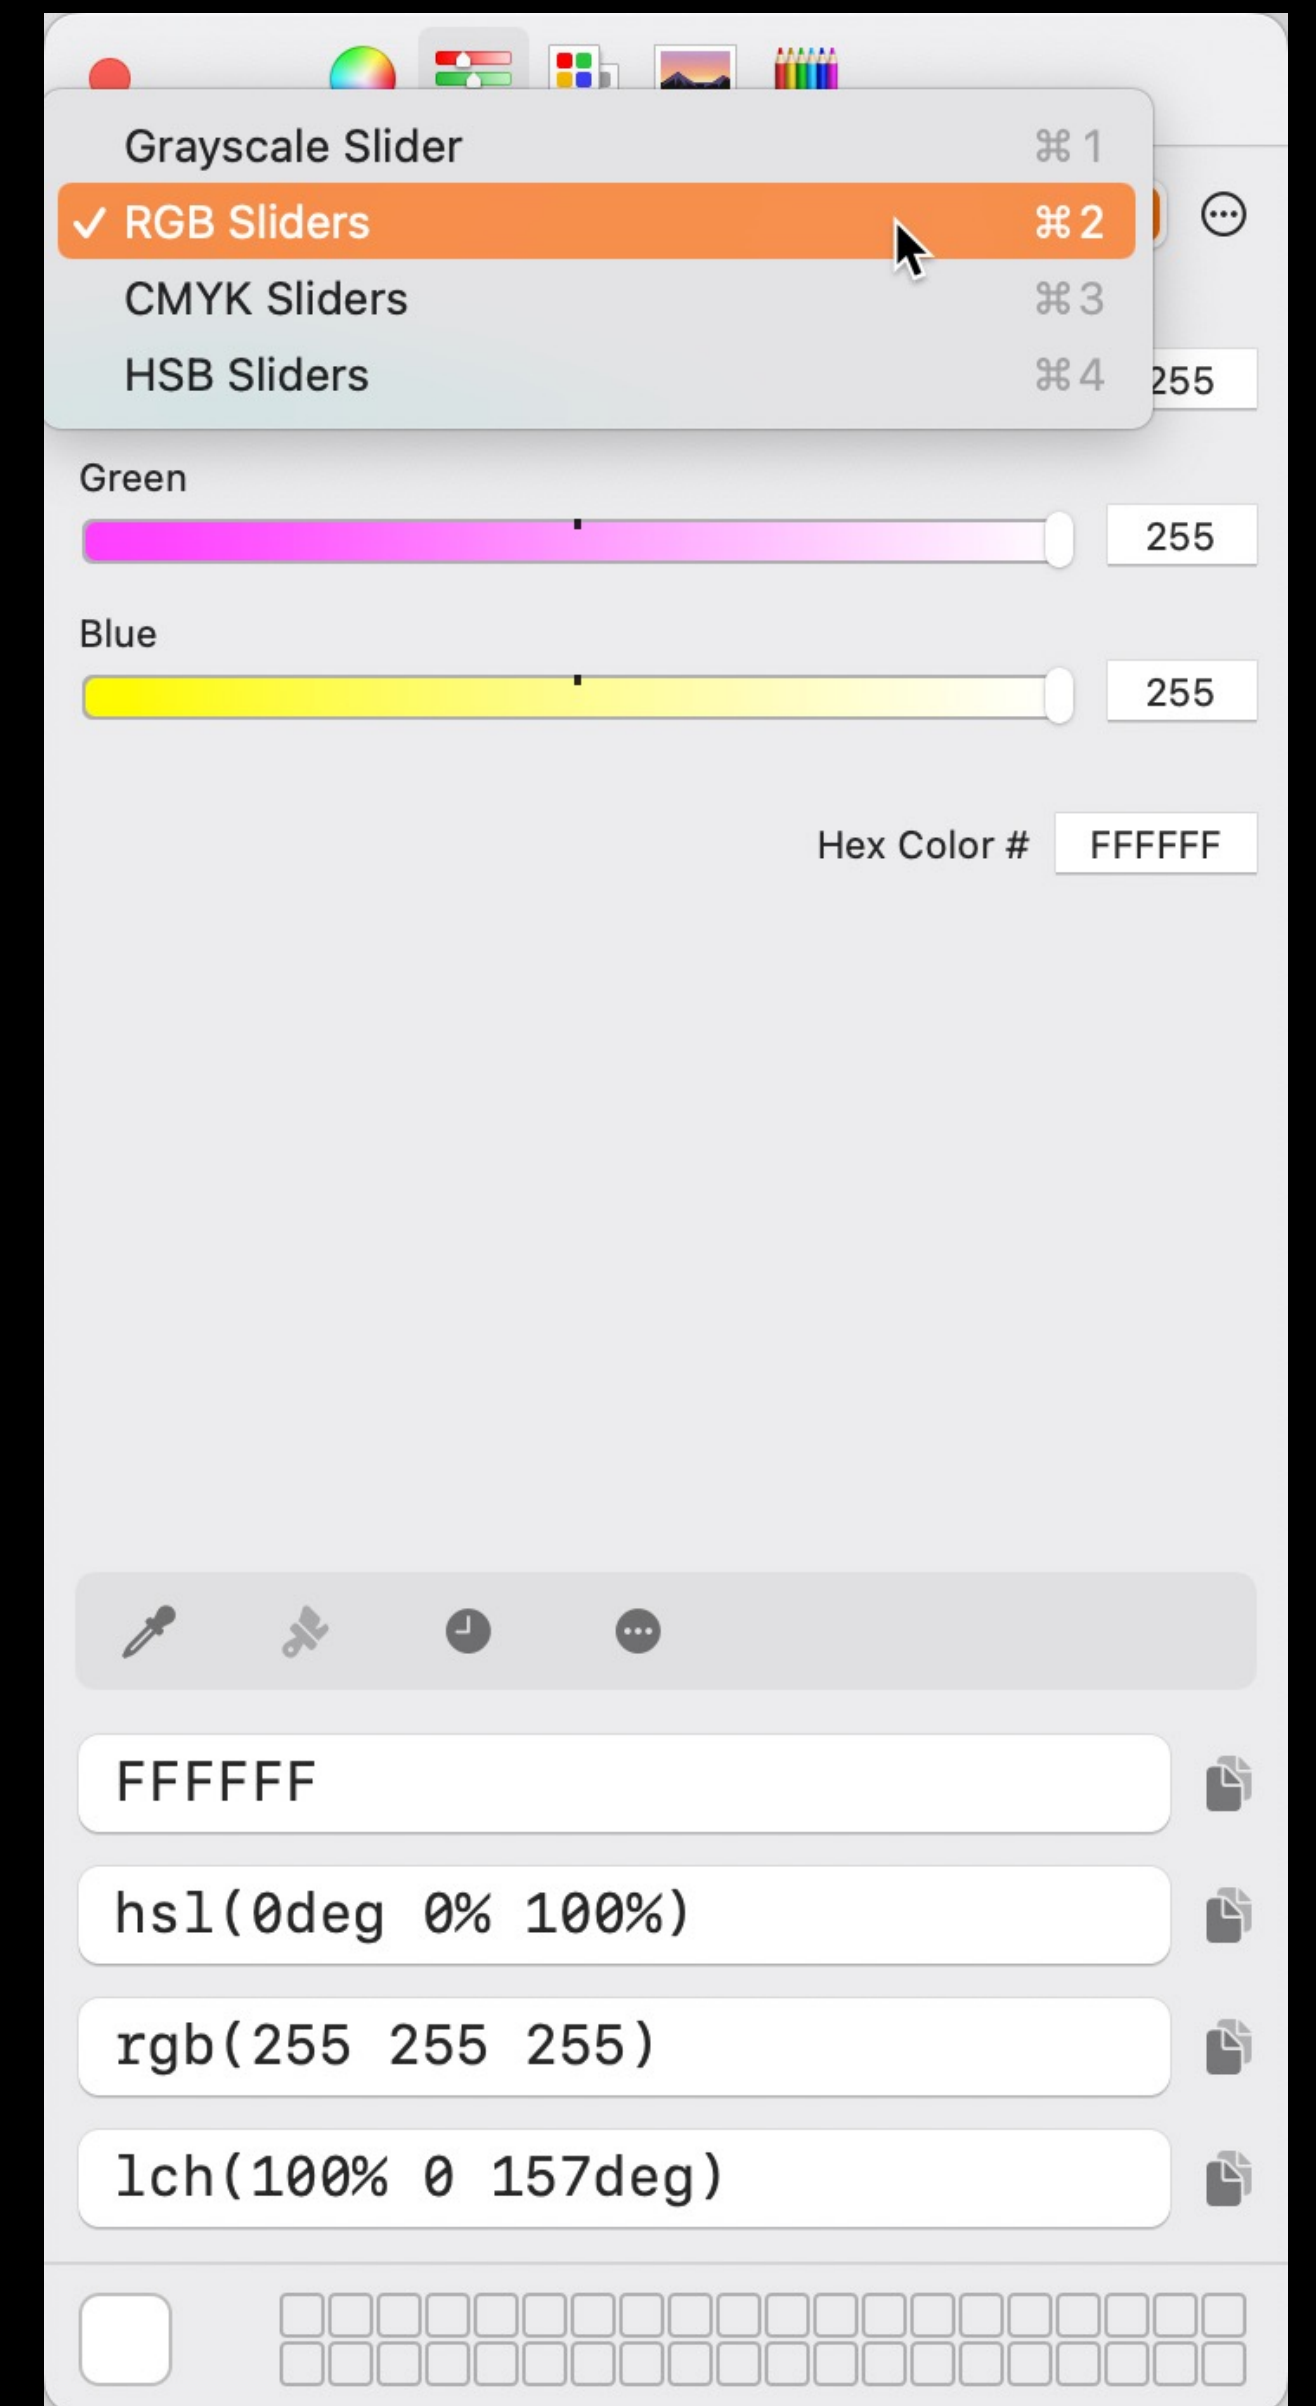 Grayscale Slider ⌘1
✓ RGB Sliders ⌘2
CMYK Sliders ⌘3
HSB Sliders ⌘4
255
Green
255
Blue
255
Hex Color # FFFFFF
FFFFFF
hsl(0deg 0% 100%)
rgb(255 255 255)
lch(100% 0 157deg)